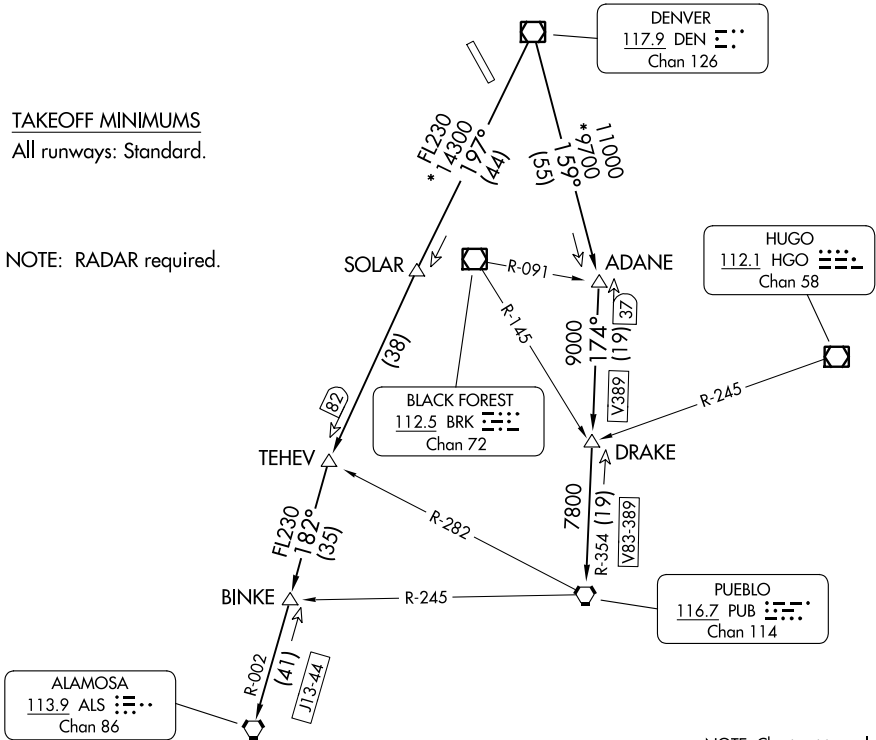 DENVER
117.9 DEN
Chan 126
TAKEOFF MINIMUMS
All runways: Standard.
NOTE: RADAR required.
FL230
*14300
197°
(44)
11000
*9700
159°
(55)
SOLAR
R-091
ADANE
HUGO
112.1 HGO
Chan 58
(38)
R-145
9000
174°
(19)
37
V389
R-245
82
BLACK FOREST
112.5 BRK
Chan 72
TEHEV
DRAKE
FL230
182°
(35)
R-282
7800
R-354 (19)
V83-389
BINKE
R-245
PUEBLO
116.7 PUB
Chan 114
R-002
(41)
J13-44
ALAMOSA
113.9 ALS
Chan 86